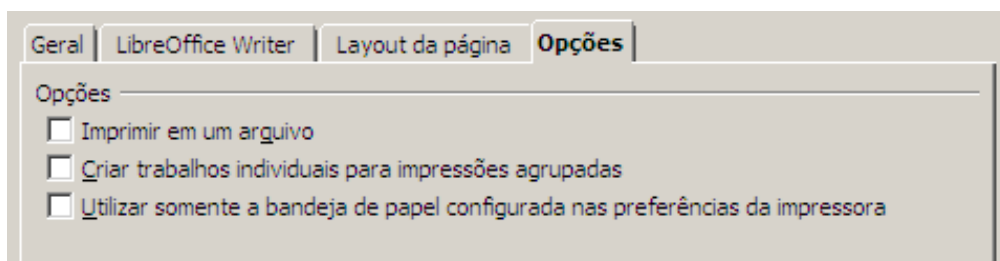 Geral LibreOffice Writer Layout da página Opções
Opções
Imprimir em um arquivo
Criar trabalhos individuais para impressões agrupadas
Utilizar somente a bandeja de papel configurada nas preferências da impressora